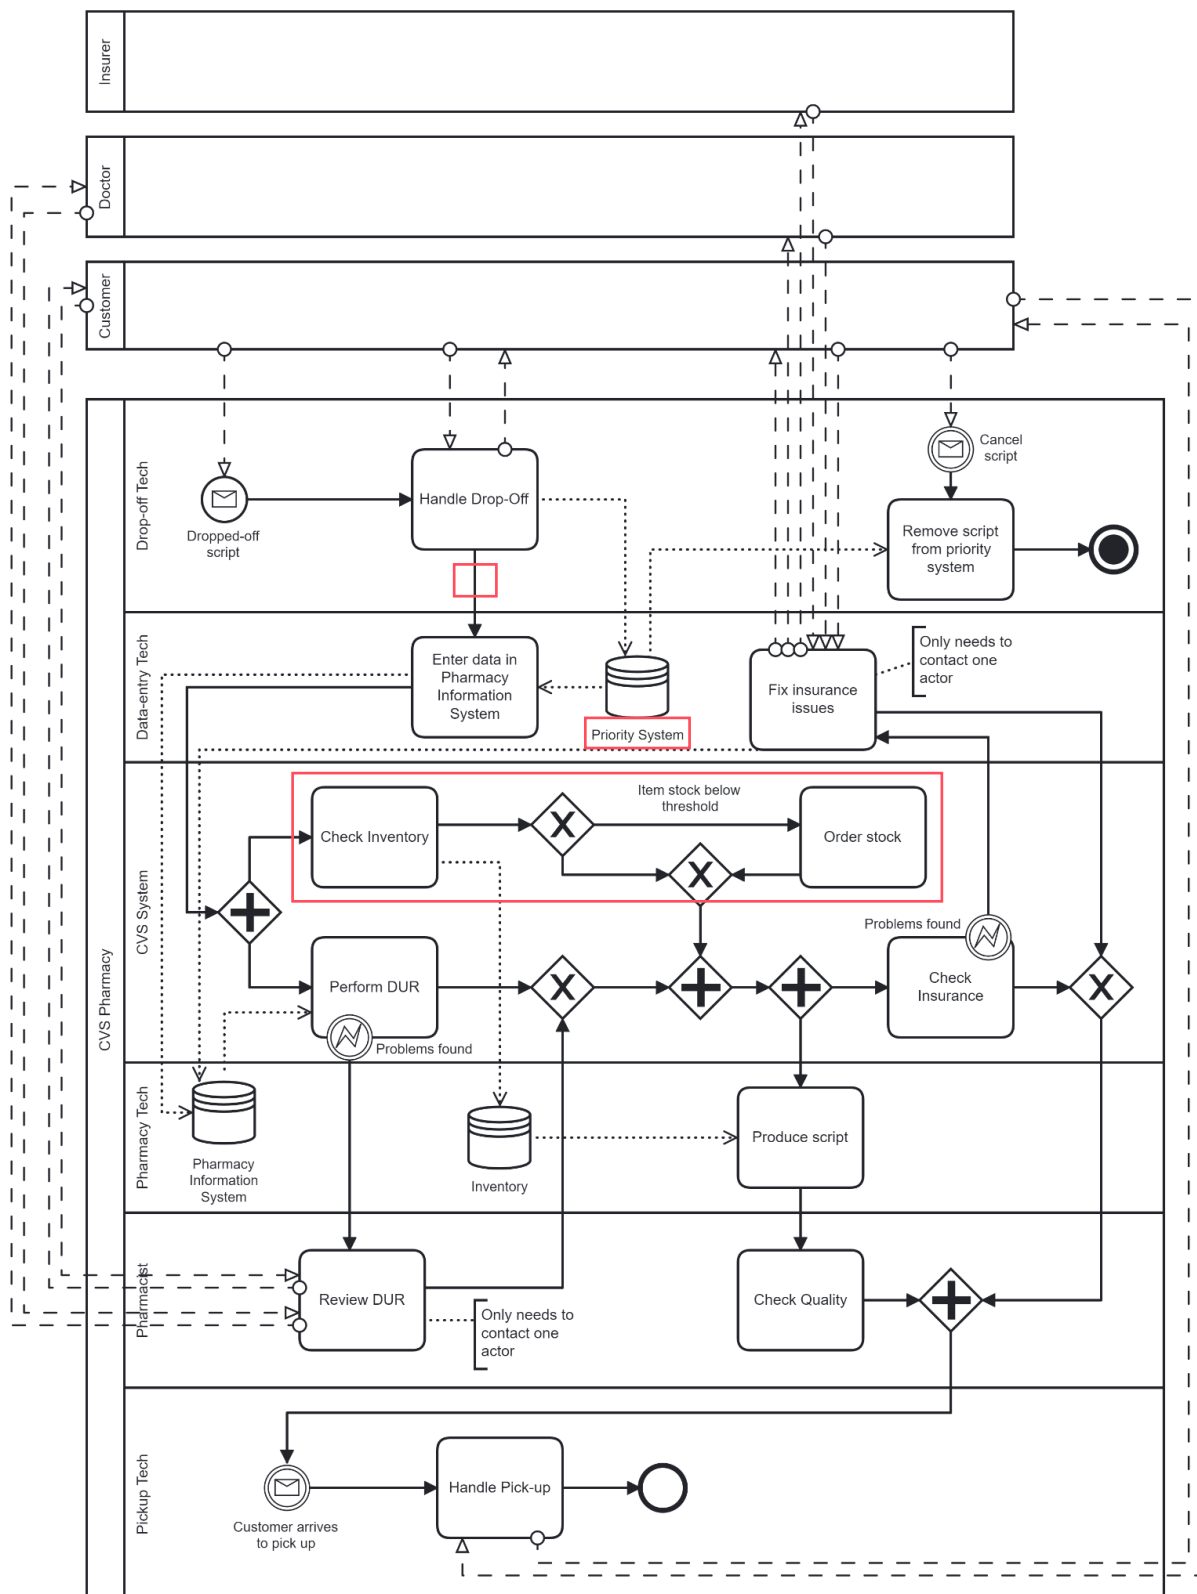 Insurer
Doctor
Customer
CVS Pharmacy
Drop-off Tech
Dropped-off
script
Handle Drop-Off
Cancel
script
Remove script
from priority
system
Data-entry Tech
Enter data in
Pharmacy
Information
System
Priority System
Fix insurance
issues
Only needs to
contact one
actor
CVS System
Check Inventory
X
Item stock below
threshold
Order stock
X
Perform DUR
Problems found
X
Problems found
Check
Insurance
X
Pharmacy Tech
Pharmacy
Information
System
Inventory
Produce script
Pharmacist
Review DUR
Only needs to
contact one
actor
Check Quality
Pickup Tech
Customer arrives
to pick up
Handle Pick-up